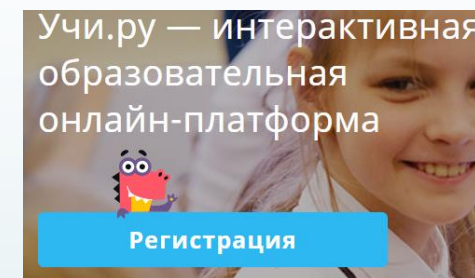 Учи.ру — интерактивная
образовательная
онлайн-платформа
Регистрация